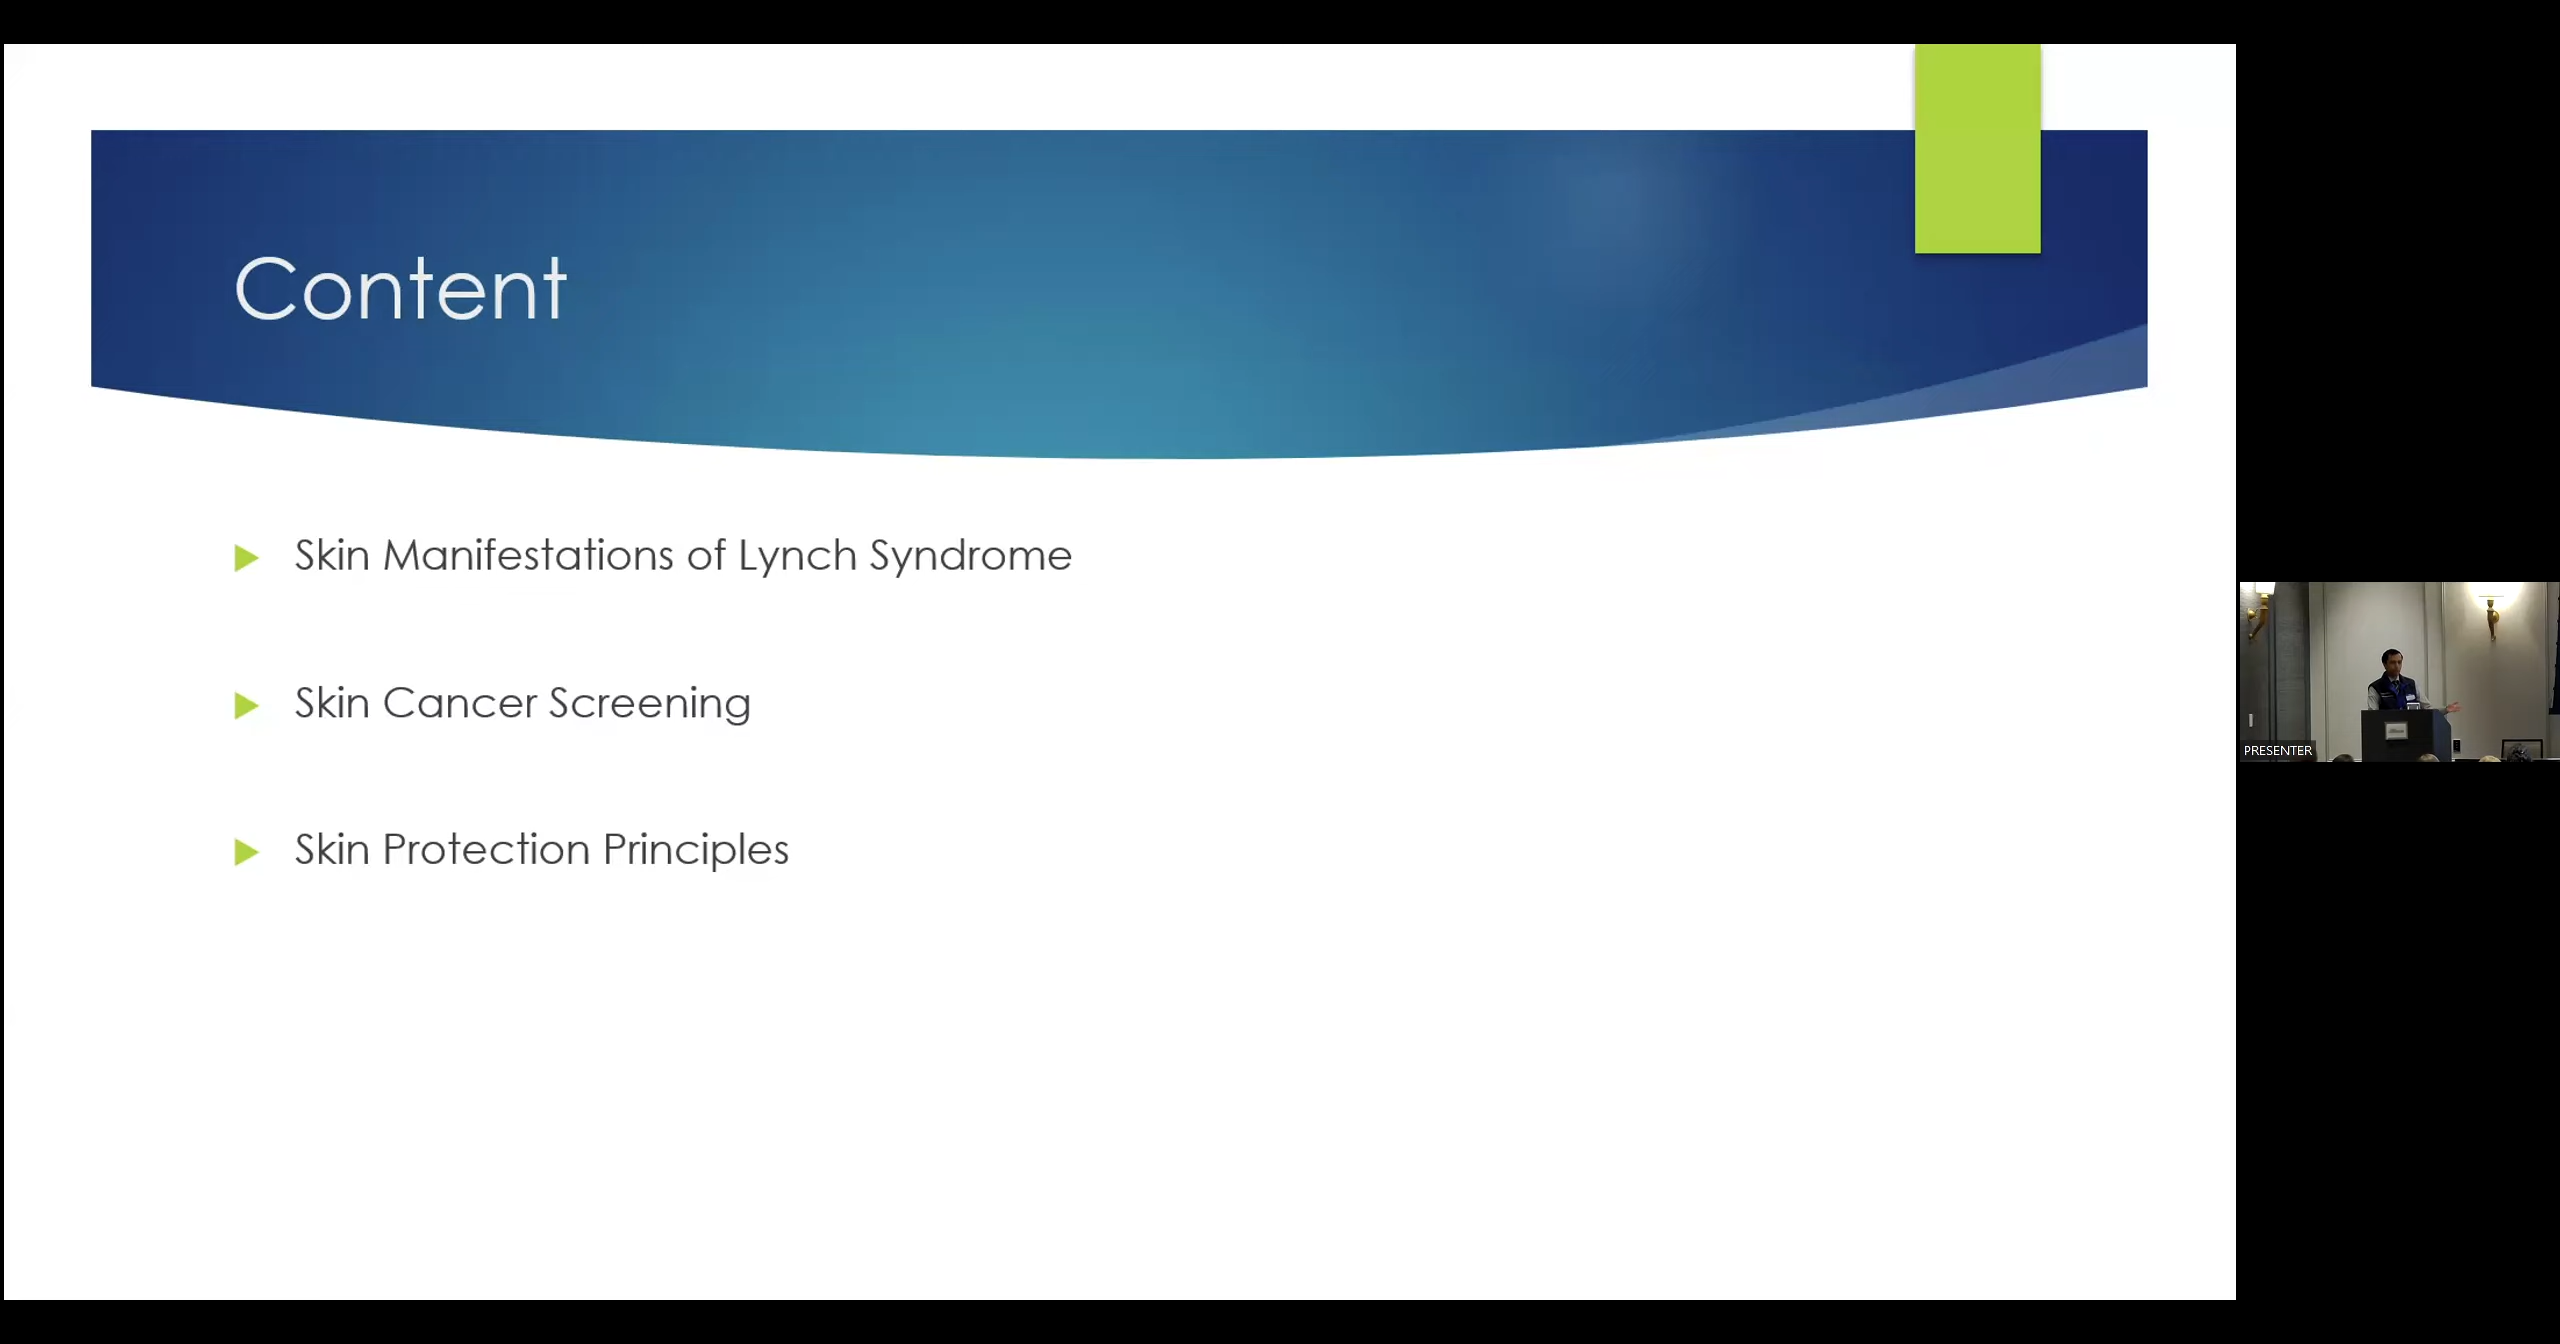 Content
Skin Manifestations of Lynch Syndrome
Skin Cancer Screening
Skin Protection Principles
PRESENTER